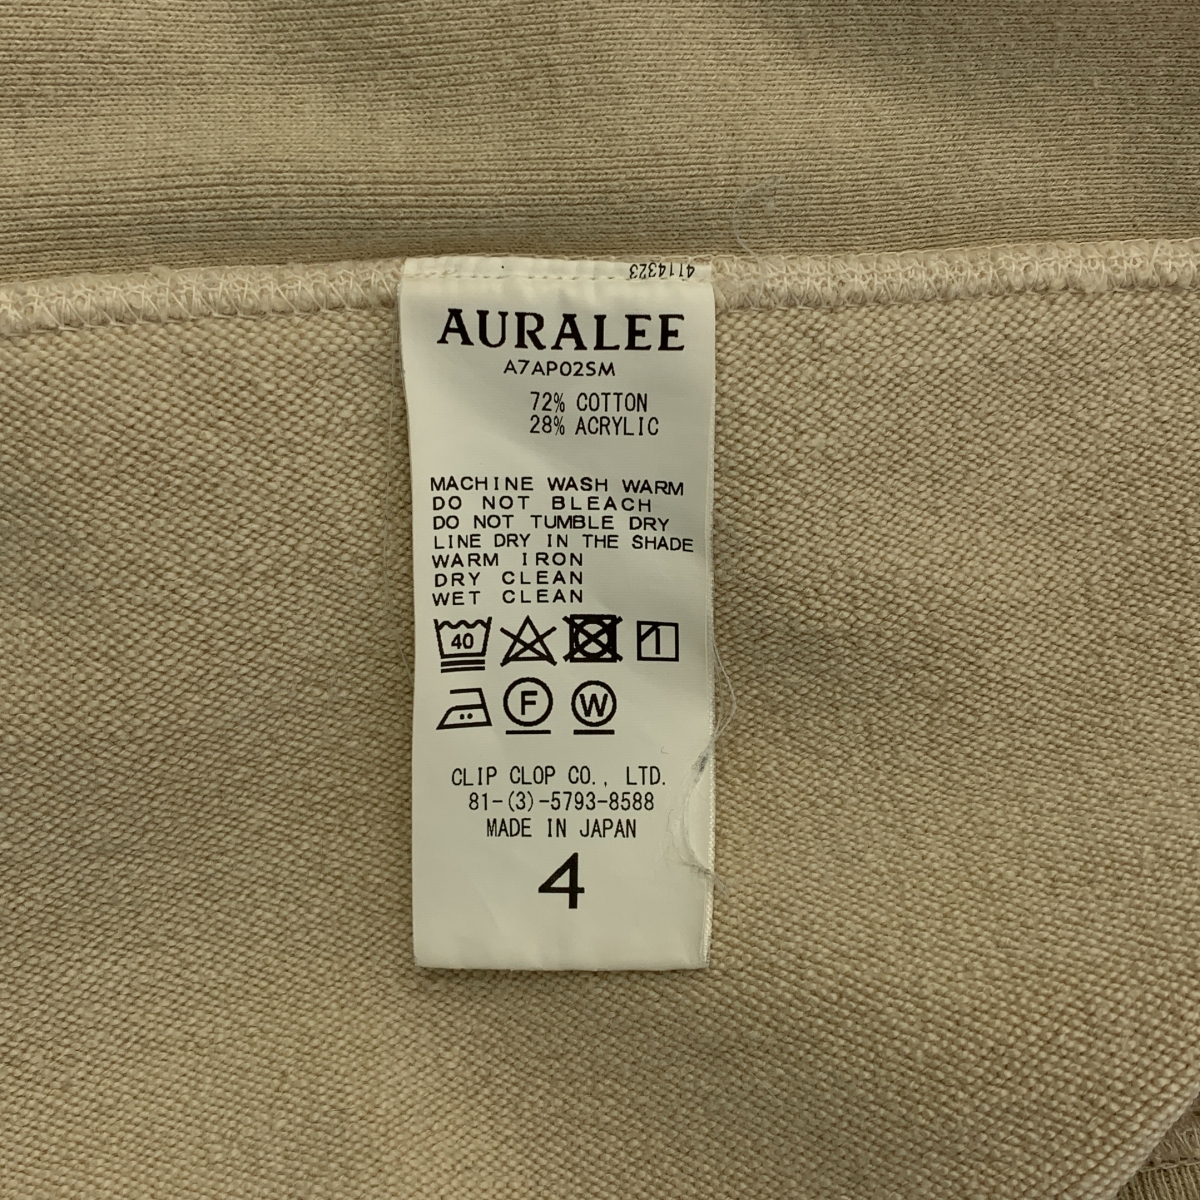 4114323
AURALEE
A7AP02SM
72% COTTON
28% ACRYLIC
MACHINE WASH WARM
DO NOT BLEACH
DO NOT TUMBLE DRY
LINE DRY IN THE SHADE
WARM IRON
DRY CLEAN
WET CLEAN
40
F W
CLIP CLOP CO., LTD.
81-(3)-5793-8588
MADE IN JAPAN
4